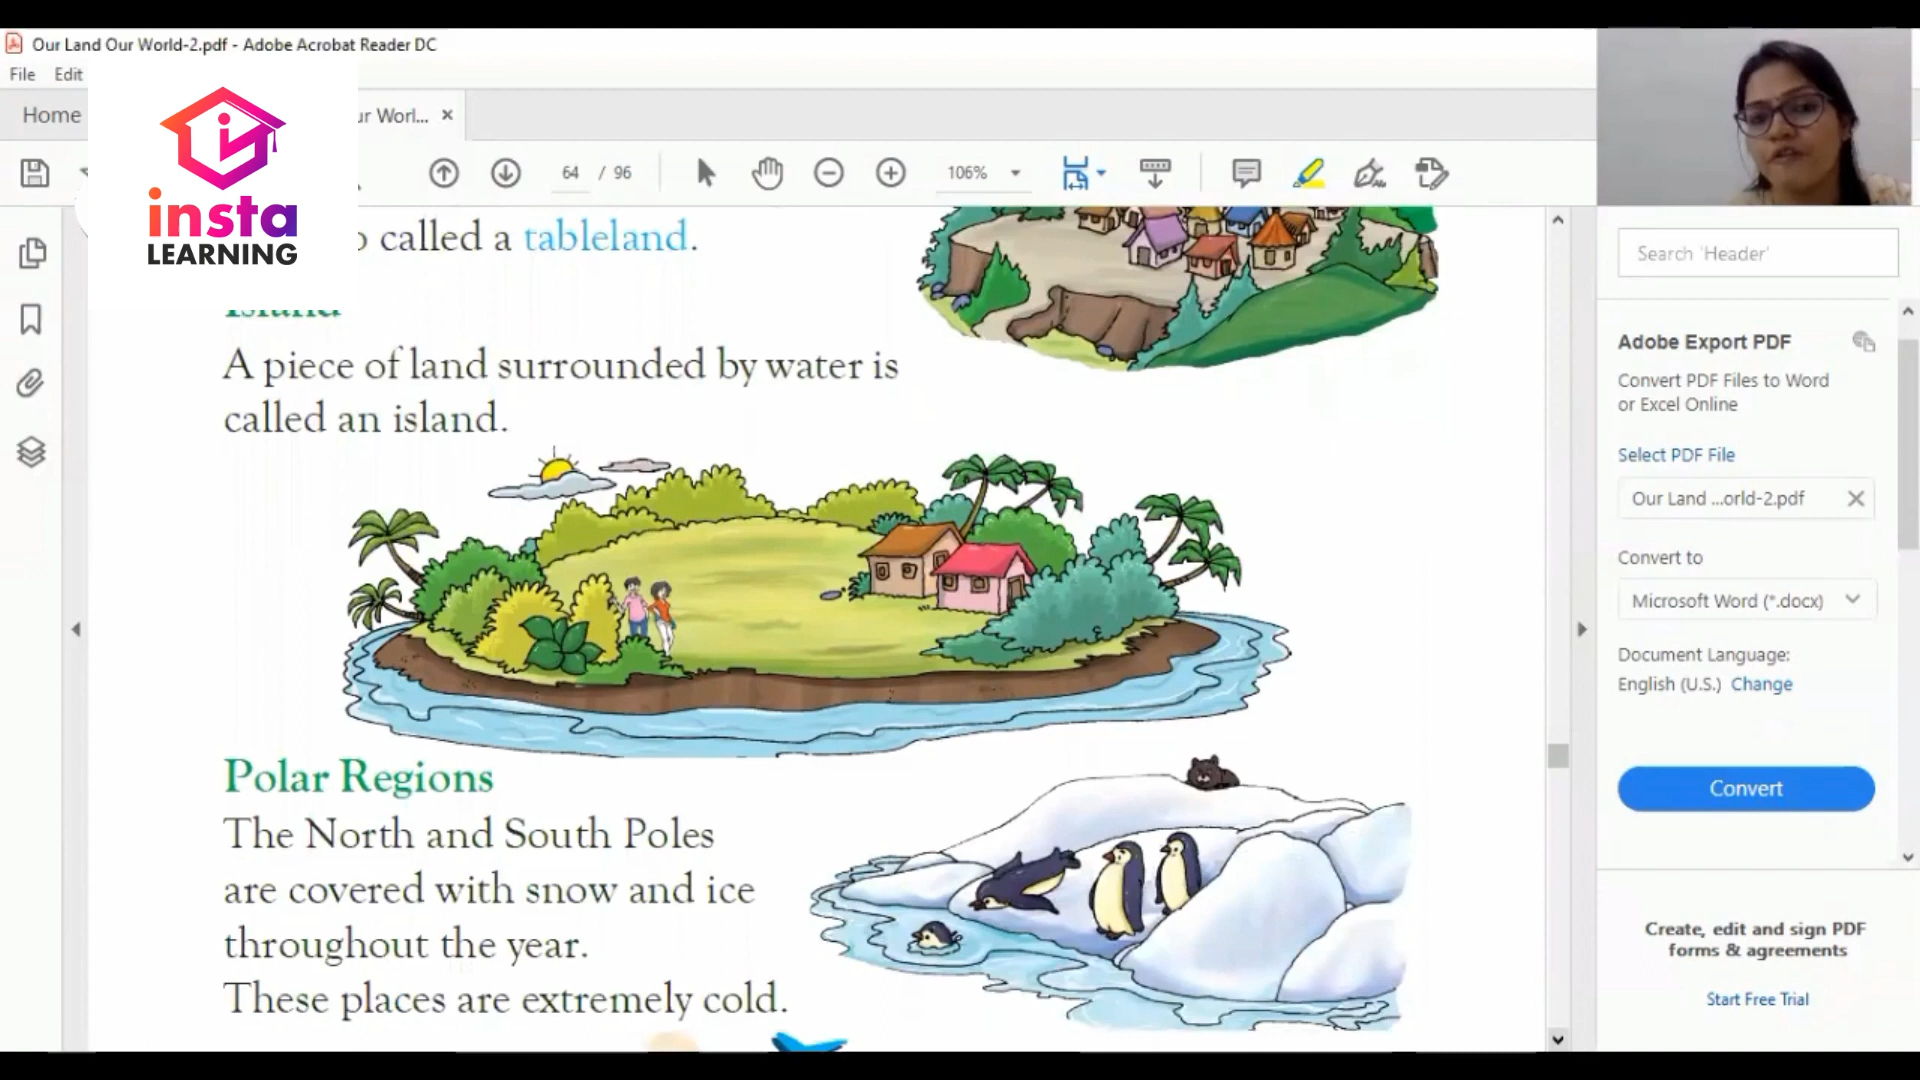 Our Land Our World-2.pdf - Adobe Acrobat Reader DC
File Edit
Home
ur Worl...
64 / 96
106%
insta
LEARNING
called a tableland.
Island
A piece of land surrounded by water is
called an island.
Polar Regions
The North and South Poles
are covered with snow and ice
throughout the year.
These places are extremely cold.
Search 'Header'
Adobe Export PDF
Convert PDF Files to Word
or Excel Online
Select PDF File
Our Land ...orld-2.pdf
Convert to
Microsoft Word (*.docx)
Document Language:
English (U.S.) Change
Convert
Create, edit and sign PDF
forms & agreements
Start Free Trial